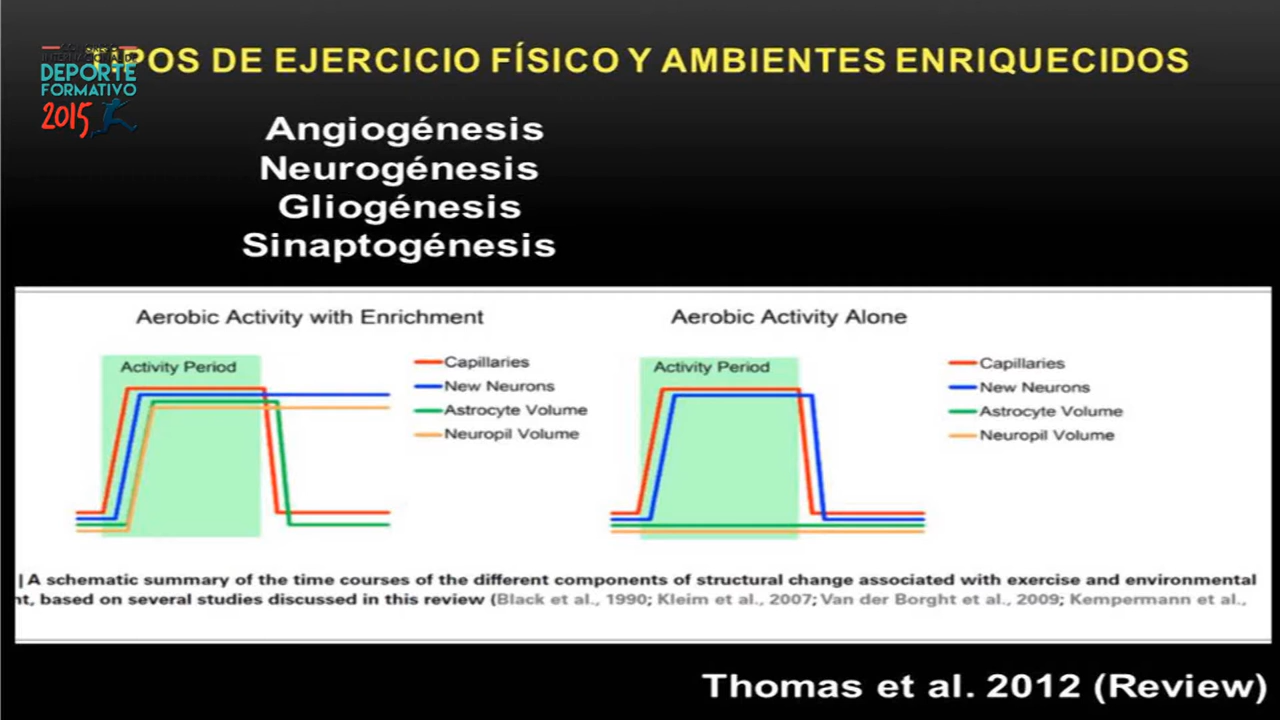 TIPOS DE EJERCICIO FÍSICO Y AMBIENTES ENRIQUECIDOS
DEPORTE
FORMATIVO
2015
Angiogénesis
Neurogénesis
Gliogénesis
Sinaptogénesis
Aerobic Activity with Enrichment
Activity Period
Capillaries
New Neurons
Astrocyte Volume
Neuropil Volume
Aerobic Activity Alone
Activity Period
Capillaries
New Neurons
Astrocyte Volume
Neuropil Volume
| A schematic summary of the time courses of the different components of structural change associated with exercise and environmental
nt, based on several studies discussed in this review (Black et al., 1990; Kleim et al., 2007; Van der Borght et al., 2009; Kempermann et al.,
Thomas et al. 2012 (Review)